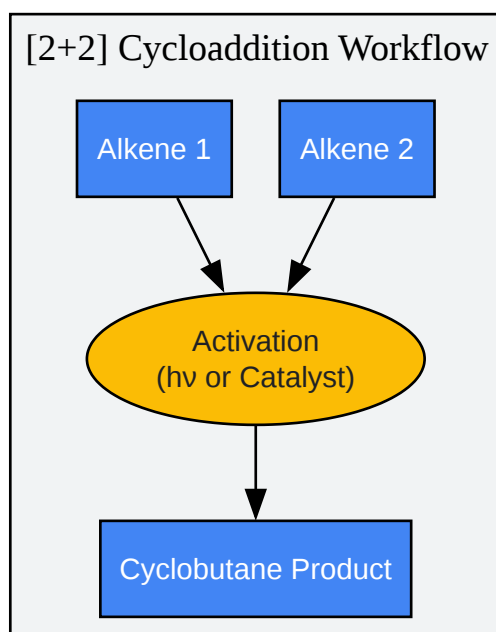 [2+2] Cycloaddition Workflow
Alkene 1
Alkene 2
Activation
(hν or Catalyst)
Cyclobutane Product